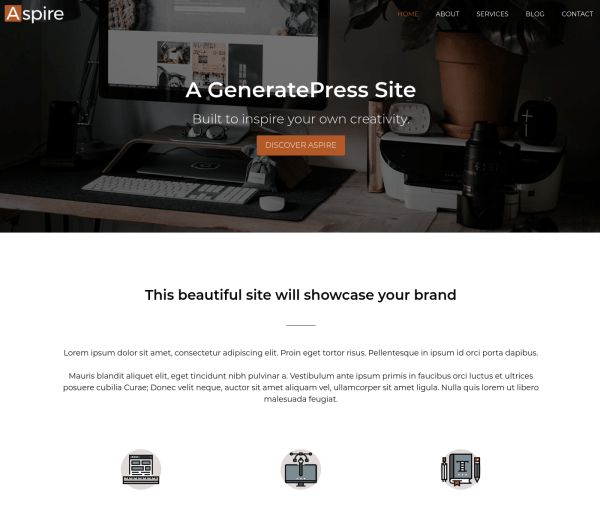 Aspire
HOME ABOUT SERVICES BLOG CONTACT
A GeneratePress Site
Built to inspire your own creativity.
DISCOVER ASPIRE
This beautiful site will showcase your brand
Lorem ipsum dolor sit amet, consectetur adipiscing elit. Proin eget tortor risus. Pellentesque in ipsum id orci porta dapibus.
Mauris blandit aliquet elit, eget tincidunt nibh pulvinar a. Vestibulum ante ipsum primis in faucibus orci luctus et ultrices
posuere cubilia Curae; Donec velit neque, auctor sit amet aliquam vel, ullamcorper sit amet ligula. Nulla quis lorem ut libero
malesuada feugiat.